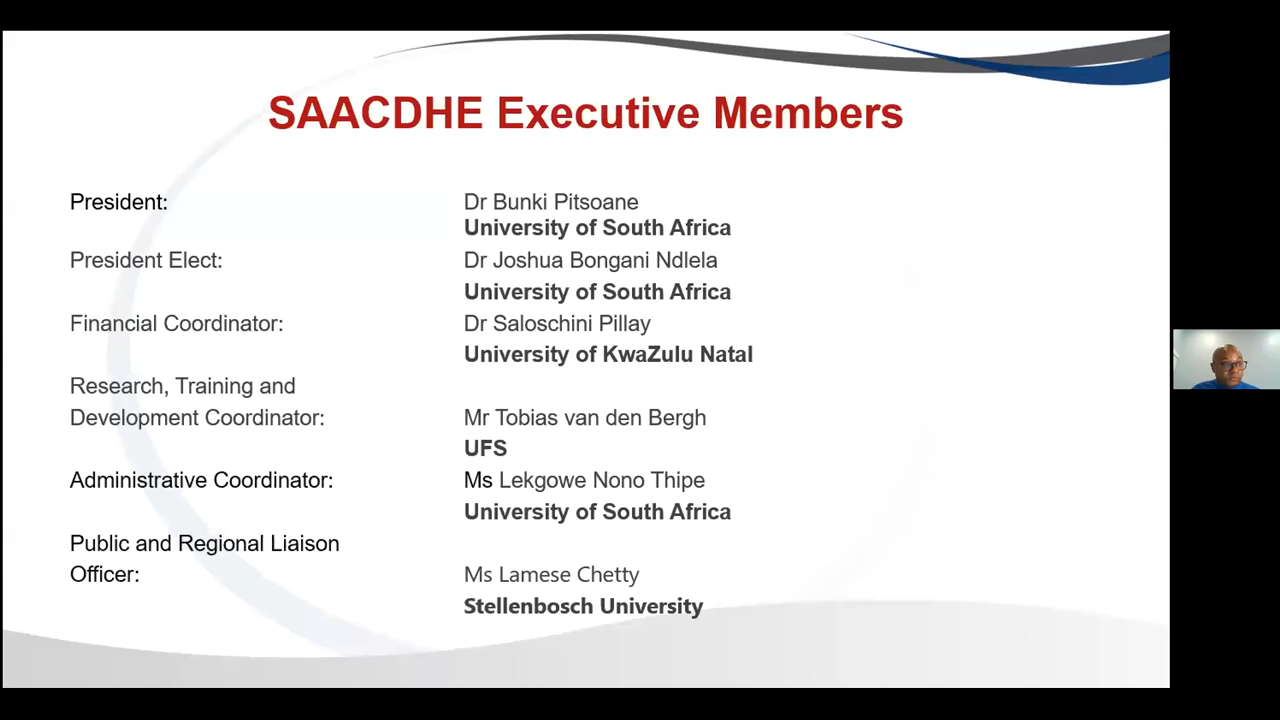 SAACDHE Executive Members
President: Dr Bunki Pitsoane
University of South Africa
President Elect: Dr Joshua Bongani Ndlela
University of South Africa
Financial Coordinator: Dr Saloschini Pillay
University of KwaZulu Natal
Research, Training and
Development Coordinator: Mr Tobias van den Bergh
UFS
Administrative Coordinator: Ms Lekgowe Nono Thipe
University of South Africa
Public and Regional Liaison
Officer: Ms Lamese Chetty
Stellenbosch University